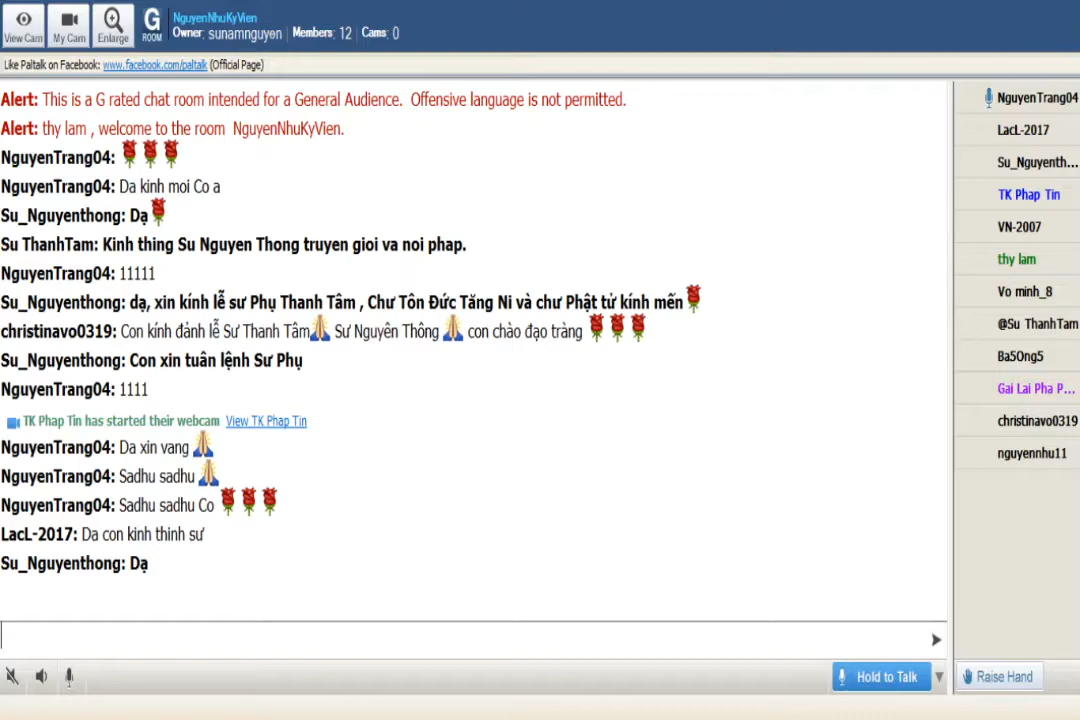 View Cam
My Cam
Enlarge
G
ROOM
NguyenNhuKyVien
Owner: sunamnguyen Members: 12 Cams: 0
Like Paltalk on Facebook: www.facebook.com/paltalk (Official Page)
Alert: This is a G rated chat room intended for a General Audience. Offensive language is not permitted.
Alert: thy lam , welcome to the room NguyenNhuKyVien.
NguyenTrang04:
NguyenTrang04: Da kinh moi Co a
Su_Nguyenthong: Dạ
Su ThanhTam: Kinh thing Su Nguyen Thong truyen gioi va noi phap.
NguyenTrang04: 11111
Su_Nguyenthong: dạ, xin kính lễ sư Phụ Thanh Tâm , Chư Tôn Đức Tăng Ni và chư Phật tử kính mến
christinavo0319: Con kính đảnh lễ Sư Thanh Tâm Sư Nguyên Thông con chào đạo tràng
Su_Nguyenthong: Con xin tuân lệnh Sư Phụ
NguyenTrang04: 1111
TK Phap Tin has started their webcam View TK Phap Tin
NguyenTrang04: Da xin vang
NguyenTrang04: Sadhu sadhu
NguyenTrang04: Sadhu sadhu Co
LacL-2017: Da con kinh thinh sư
Su_Nguyenthong: Dạ
NguyenTrang04
LacL-2017
Su_Nguyenth...
TK Phap Tin
VN-2007
thy lam
Vo minh_8
@Su ThanhTam
Ba5Ong5
Gai Lai Pha P...
christinavo0319
nguyennhu11
Hold to Talk
Raise Hand